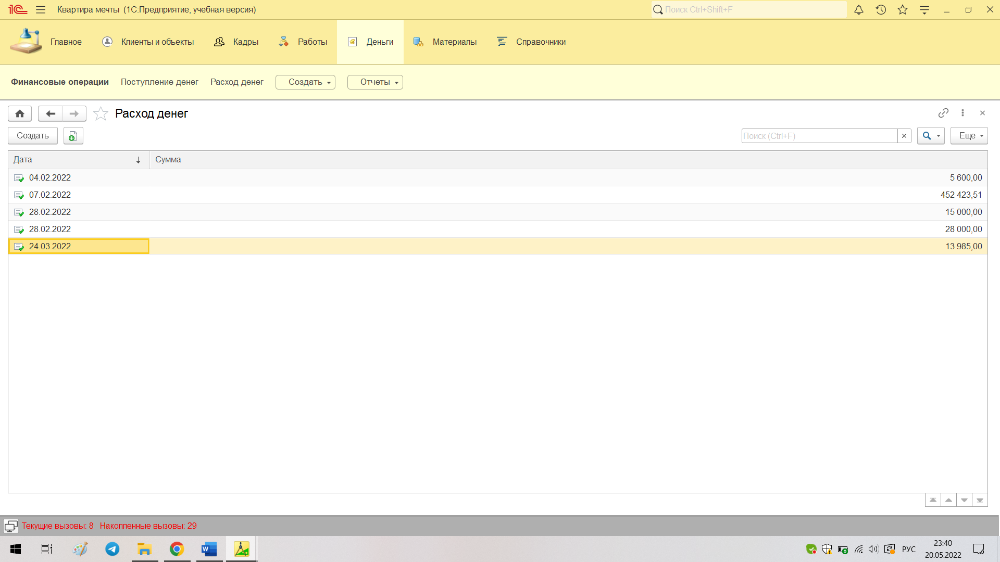 1С Квартира мечты (1С:Предприятие, учебная версия) Поиск Ctrl+Shift+F
Главное Клиенты и объекты Кадры Работы Деньги Материалы Справочники
Финансовые операции Поступление денег Расход денег Создать Отчеты
Расход денег
Создать Поиск (Ctrl+F) × Еще
Дата ↓ Сумма
04.02.2022 5 600,00
07.02.2022 452 423,51
28.02.2022 15 000,00
28.02.2022 28 000,00
24.03.2022 13 985,00
Текущие вызовы: 8 Накопленные вызовы: 29
W РУС 23:40
20.05.2022